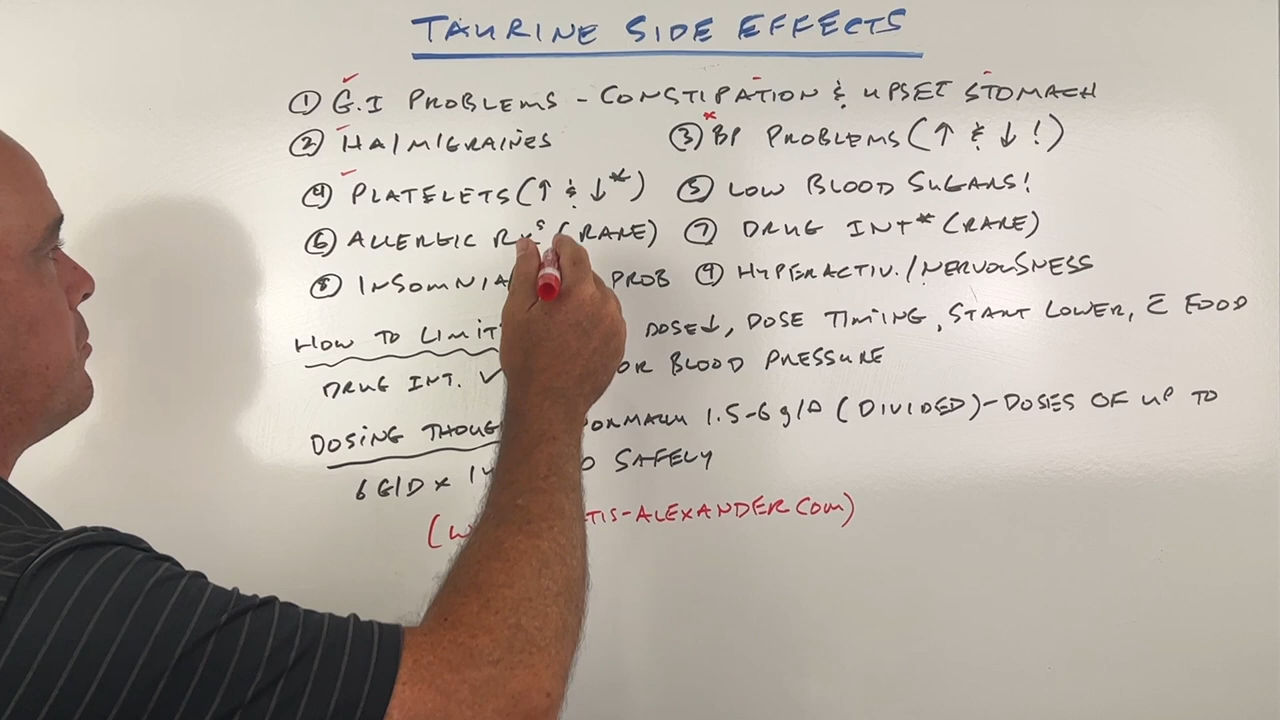 TAURINE SIDE EFFECTS
① G.I PROBLEMS - CONSTIPATION & UPSET STOMACH
② HA/MIGRAINES ③ BP PROBLEMS (↑ & ↓ !)
④ PLATELETS (↑ & ↓*) ⑤ LOW BLOOD SUGARS!
⑥ ALLERGIC RXS (RARE) ⑦ DRUG INT* (RARE)
⑧ INSOMNIA PROB ⑨ HYPERACTIV./NERVOUSNESS
HOW TO LIMIT DOSE↓, DOSE TIMING, START LOWER, C̄ FOOD
DRUG INT. ✓ OR BLOOD PRESSURE
DOSING 1.5-6 g/D (DIVIDED)-DOSES OF UP TO
6 G/D x SAFELY
TIS-ALEXANDER.COM)